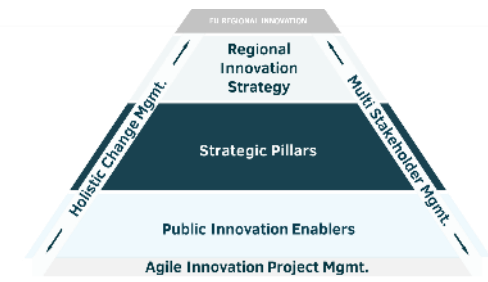 EU REGIONAL INNOVATION
Regional
Innovation
Strategy
Holistic Change Mgmt.
Multi Stakeholder Mgmt.
Strategic Pillars
Public Innovation Enablers
Agile Innovation Project Mgmt.